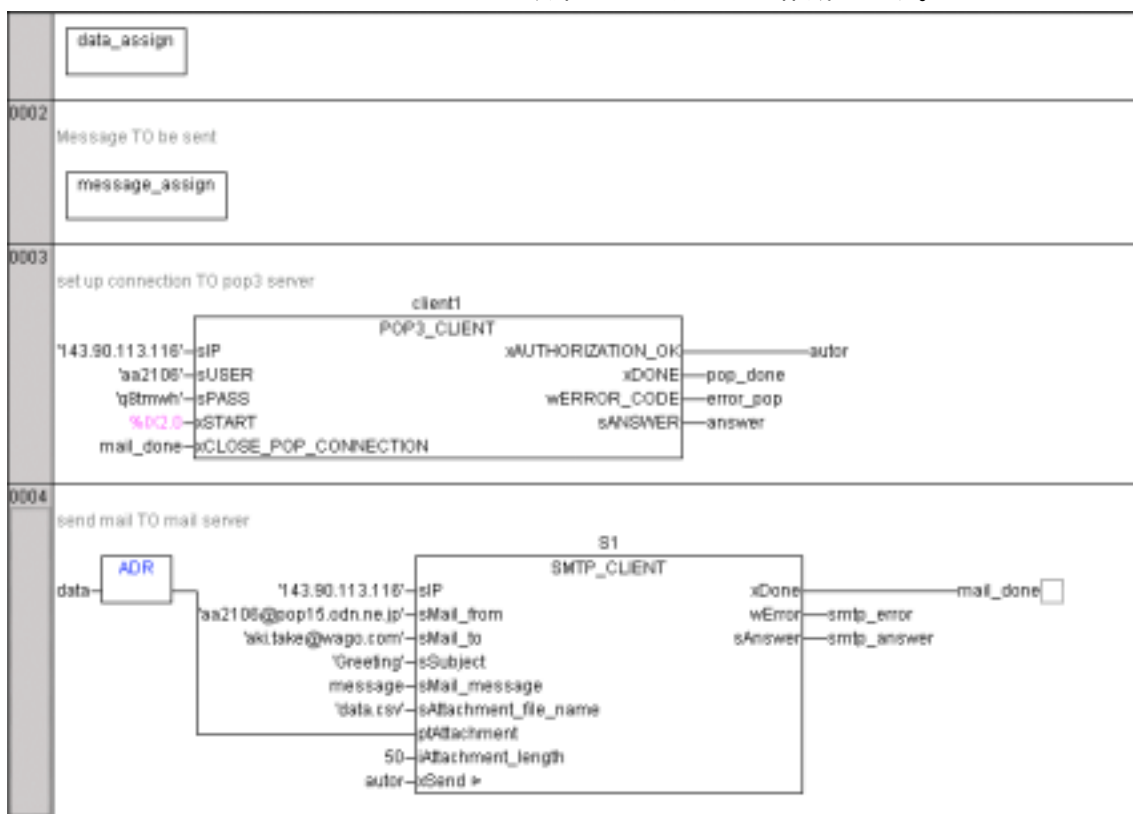 data_assign
0002
Message TO be sent
message_assign
0003
set up connection TO pop3 server
client1
POP3_CLIENT
'143.90.113.116' sIP xAUTHORIZATION_OK autor
'aa2106' sUSER xDONE pop_done
'q8tmwh' sPASS wERROR_CODE error_pop
%IX2.0 xSTART sANSWER answer
mail_done xCLOSE_POP_CONNECTION
0004
send mail TO mail server
S1
ADR SMTP_CLIENT
data '143.90.113.116' sIP xDone mail_done
'aa2106@pop15.odn.ne.jp' sMail_from wError smtp_error
'aki.take@wago.com' sMail_to sAnswer smtp_answer
'Greeting' sSubject
message sMail_message
'data.csv' sAttachment_file_name
ptAttachment
50 iAttachment_length
autor xSend